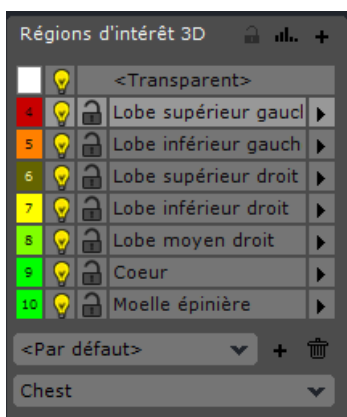 Régions d'intérêt 3D
<Transparent>
4 Lobe supérieur gaucl
5 Lobe inférieur gauch
6 Lobe supérieur droit
7 Lobe inférieur droit
8 Lobe moyen droit
9 Coeur
10 Moelle épinière
<Par défaut>
Chest